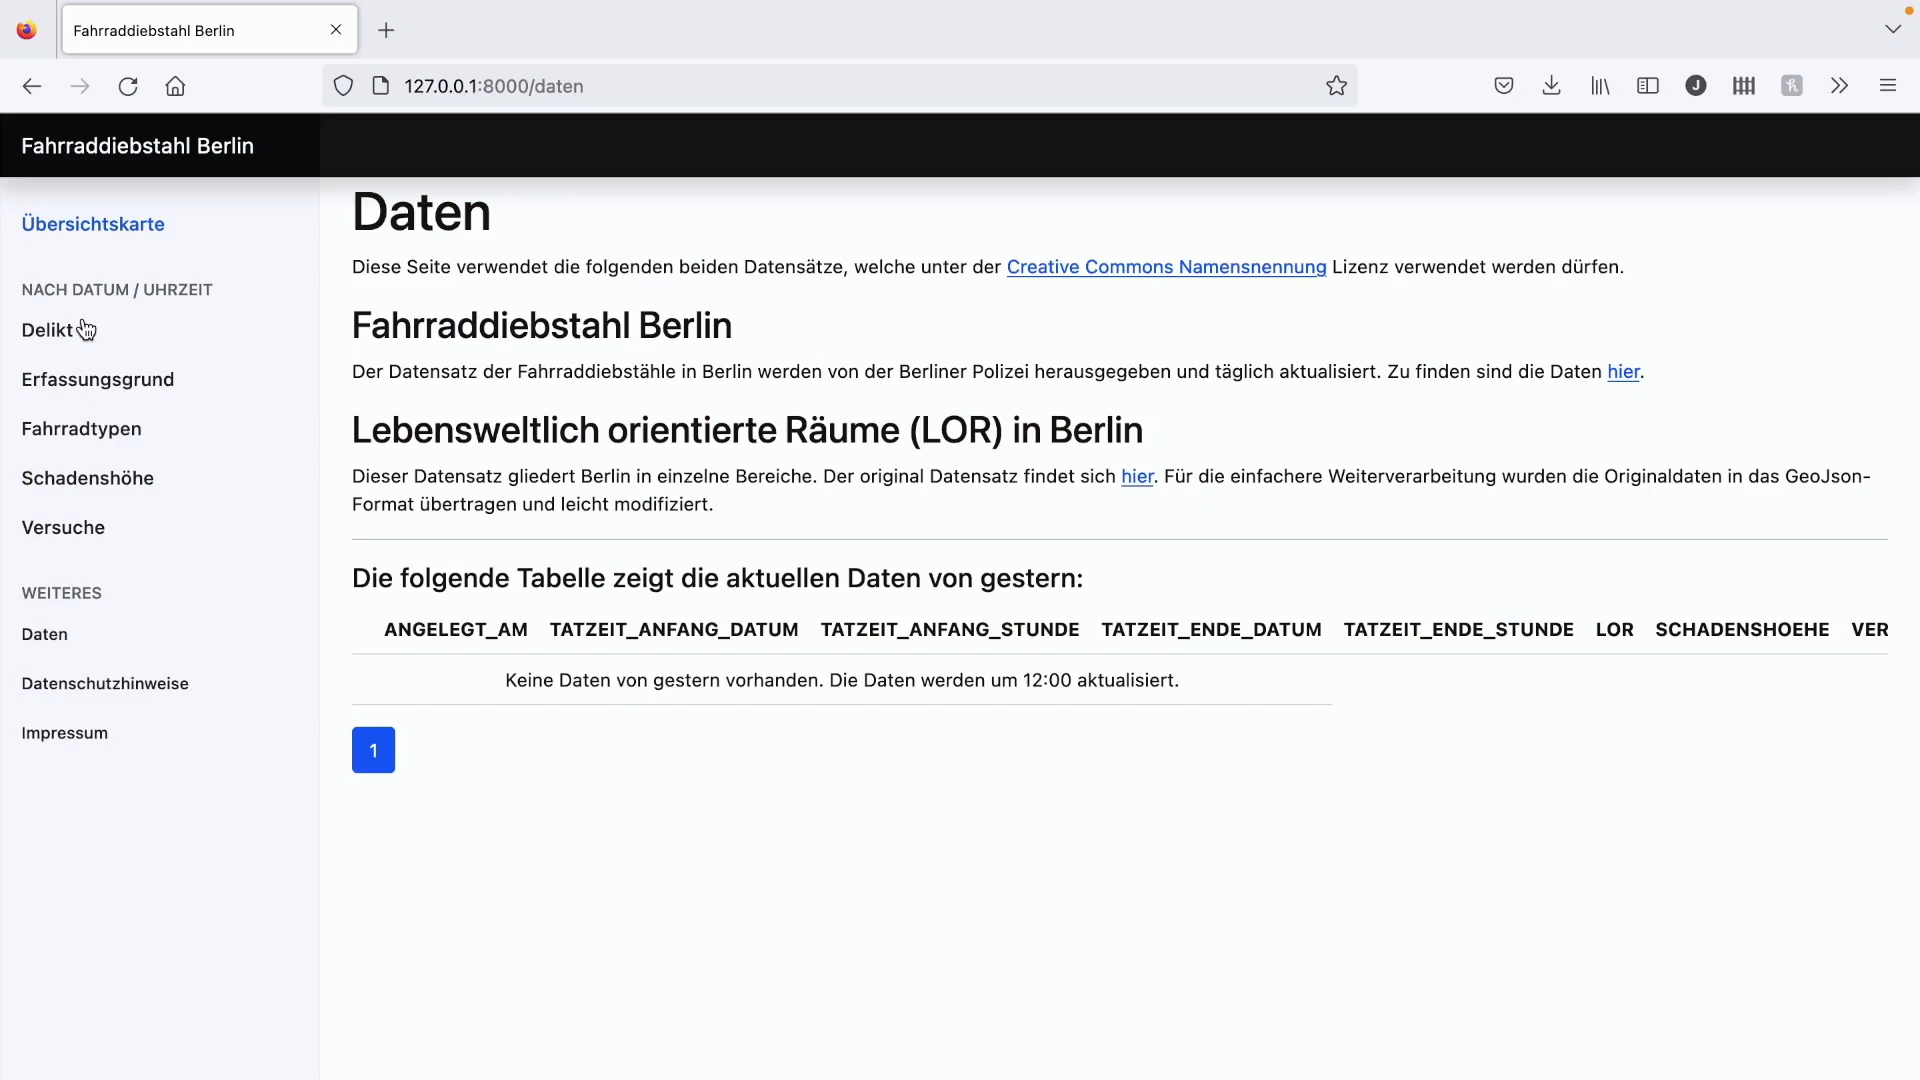 Fahrraddiebstahl Berlin
127.0.0.1:8000/daten
J
Fahrraddiebstahl Berlin
Übersichtskarte
NACH DATUM / UHRZEIT
Delikt
Erfassungsgrund
Fahrradtypen
Schadenshöhe
Versuche
WEITERES
Daten
Datenschutzhinweise
Impressum
Daten
Diese Seite verwendet die folgenden beiden Datensätze, welche unter der Creative Commons Namensnennung Lizenz verwendet werden dürfen.
Fahrraddiebstahl Berlin
Der Datensatz der Fahrraddiebstähle in Berlin werden von der Berliner Polizei herausgegeben und täglich aktualisiert. Zu finden sind die Daten hier.
Lebensweltlich orientierte Räume (LOR) in Berlin
Dieser Datensatz gliedert Berlin in einzelne Bereiche. Der original Datensatz findet sich hier. Für die einfachere Weiterverarbeitung wurden die Originaldaten in das GeoJson-
Format übertragen und leicht modifiziert.
Die folgende Tabelle zeigt die aktuellen Daten von gestern:
ANGELEGT_AM TATZEIT_ANFANG_DATUM TATZEIT_ANFANG_STUNDE TATZEIT_ENDE_DATUM TATZEIT_ENDE_STUNDE LOR SCHADENSHOEHE VER
Keine Daten von gestern vorhanden. Die Daten werden um 12:00 aktualisiert.
1